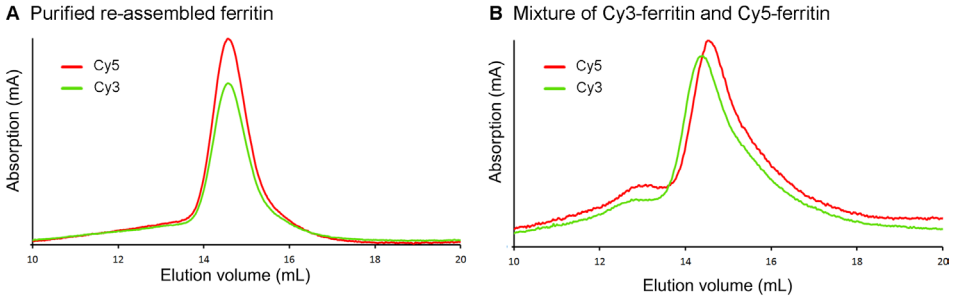 A Purified re-assembled ferritin
Absorption (mA)
Cy5
Cy3
10 12 14 16 18 20
Elution volume (mL)
B Mixture of Cy3-ferritin and Cy5-ferritin
Absorption (mA)
Cy5
Cy3
10 12 14 16 18 20
Elution volume (mL)